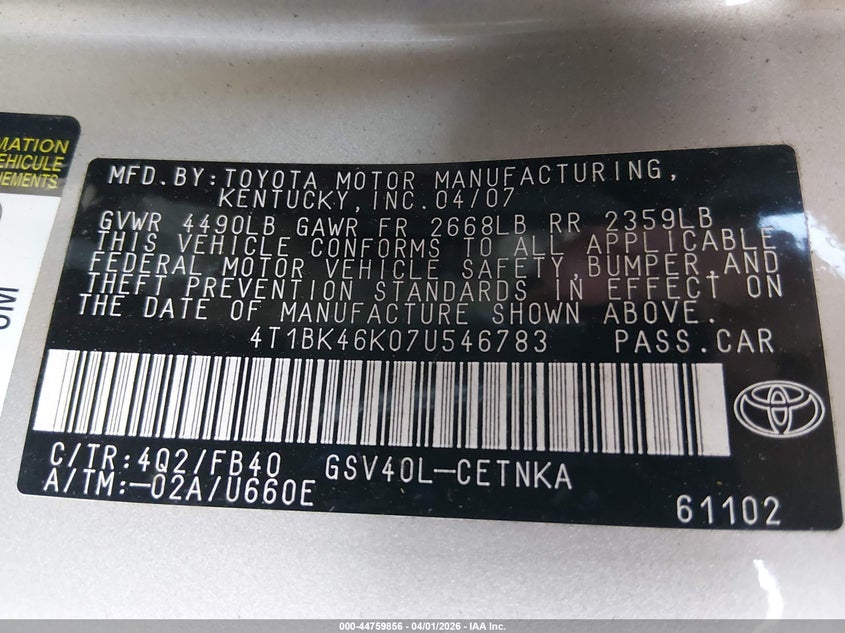 MATION
EHICULE
NEMENTS
MFD.BY:TOYOTA MOTOR MANUFACTURING,
KENTUCKY,INC.04/07
GVWR 4490LB GAWR FR 2668LB RR 2359LB
THIS VEHICLE CONFORMS TO ALL APPLICABLE
FEDERAL MOTOR VEHICLE SAFETY,BUMPER,AND
THEFT PREVENTION STANDARDS IN EFFECT ON
THE DATE OF MANUFACTURE SHOWN ABOVE.
4T1BK46K07U546783 PASS.CAR
C/TR:4Q2/FB40 GSV40L-CETNKA
A/TM:-02A/U660E
61102
000-44759856 | 04/01/2026 | IAA Inc.